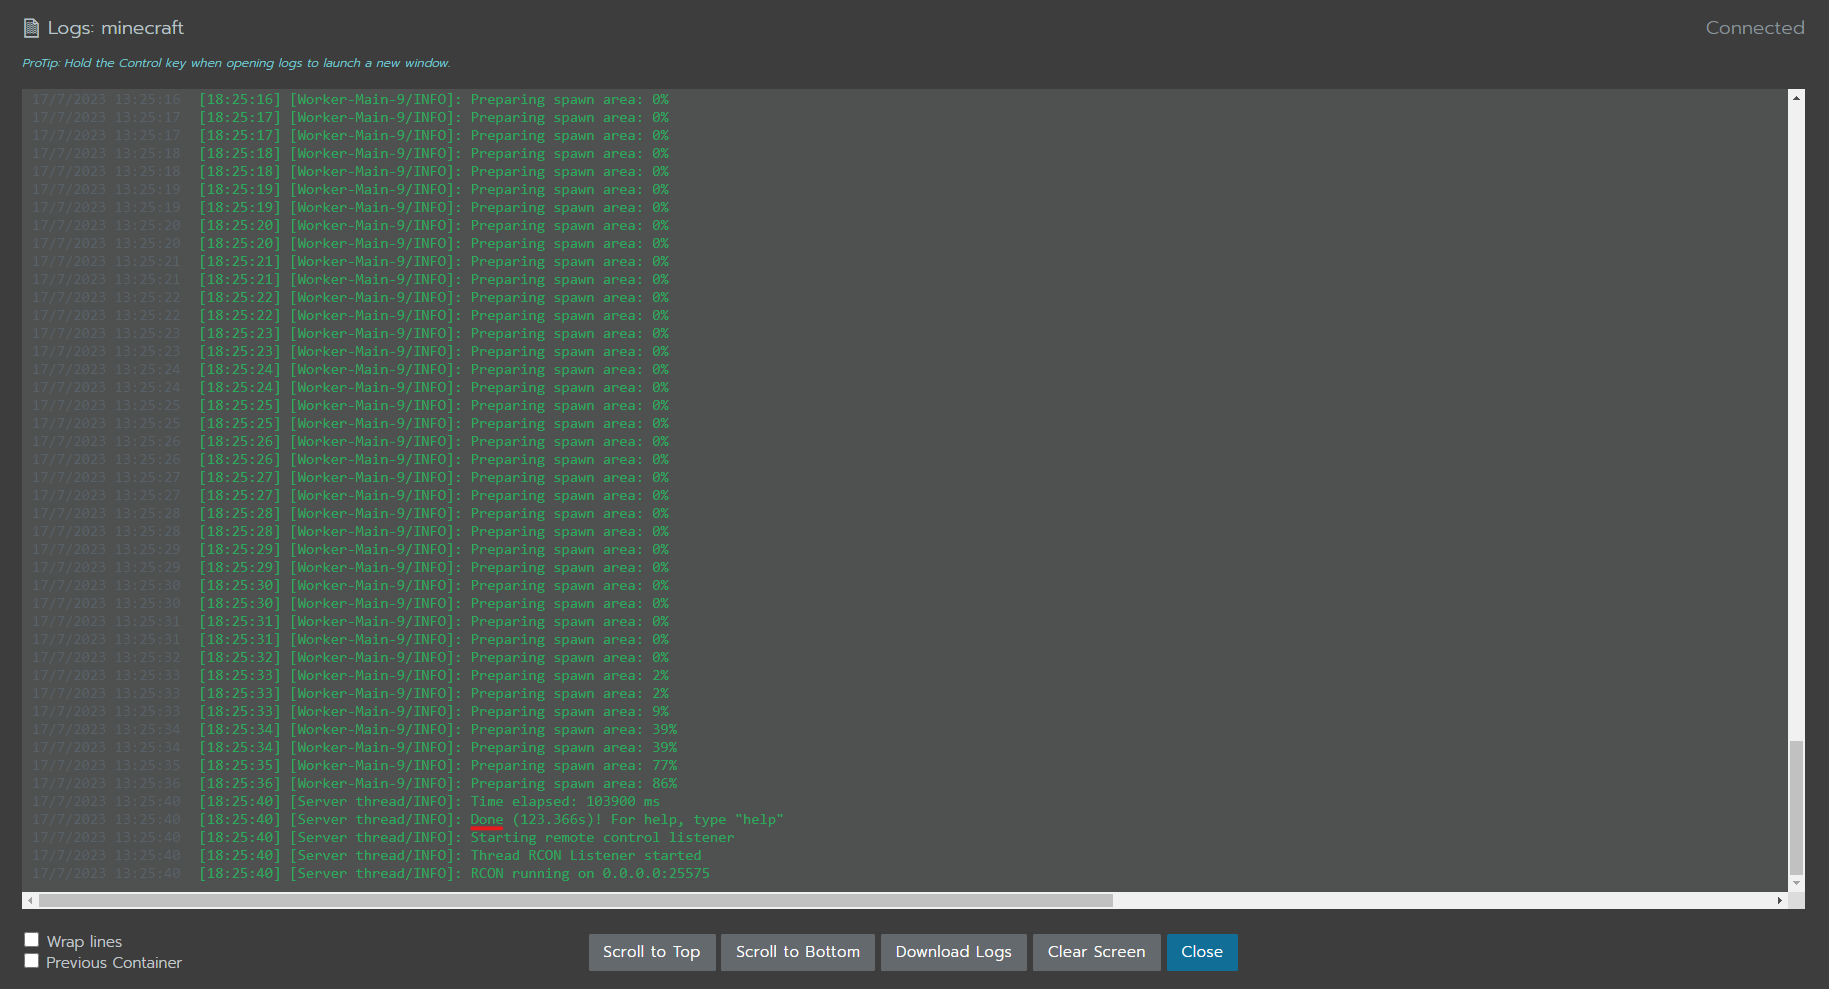 Logs: minecraft
Connected
ProTip: Hold the Control key when opening logs to launch a new window.
17/7/2023 13:25:16 [18:25:16] [Worker-Main-9/INFO]: Preparing spawn area: 0%
17/7/2023 13:25:17 [18:25:17] [Worker-Main-9/INFO]: Preparing spawn area: 0%
17/7/2023 13:25:17 [18:25:17] [Worker-Main-9/INFO]: Preparing spawn area: 0%
17/7/2023 13:25:18 [18:25:18] [Worker-Main-9/INFO]: Preparing spawn area: 0%
17/7/2023 13:25:18 [18:25:18] [Worker-Main-9/INFO]: Preparing spawn area: 0%
17/7/2023 13:25:19 [18:25:19] [Worker-Main-9/INFO]: Preparing spawn area: 0%
17/7/2023 13:25:19 [18:25:19] [Worker-Main-9/INFO]: Preparing spawn area: 0%
17/7/2023 13:25:20 [18:25:20] [Worker-Main-9/INFO]: Preparing spawn area: 0%
17/7/2023 13:25:20 [18:25:20] [Worker-Main-9/INFO]: Preparing spawn area: 0%
17/7/2023 13:25:21 [18:25:21] [Worker-Main-9/INFO]: Preparing spawn area: 0%
17/7/2023 13:25:21 [18:25:21] [Worker-Main-9/INFO]: Preparing spawn area: 0%
17/7/2023 13:25:22 [18:25:22] [Worker-Main-9/INFO]: Preparing spawn area: 0%
17/7/2023 13:25:22 [18:25:22] [Worker-Main-9/INFO]: Preparing spawn area: 0%
17/7/2023 13:25:23 [18:25:23] [Worker-Main-9/INFO]: Preparing spawn area: 0%
17/7/2023 13:25:23 [18:25:23] [Worker-Main-9/INFO]: Preparing spawn area: 0%
17/7/2023 13:25:24 [18:25:24] [Worker-Main-9/INFO]: Preparing spawn area: 0%
17/7/2023 13:25:24 [18:25:24] [Worker-Main-9/INFO]: Preparing spawn area: 0%
17/7/2023 13:25:25 [18:25:25] [Worker-Main-9/INFO]: Preparing spawn area: 0%
17/7/2023 13:25:25 [18:25:25] [Worker-Main-9/INFO]: Preparing spawn area: 0%
17/7/2023 13:25:26 [18:25:26] [Worker-Main-9/INFO]: Preparing spawn area: 0%
17/7/2023 13:25:26 [18:25:26] [Worker-Main-9/INFO]: Preparing spawn area: 0%
17/7/2023 13:25:27 [18:25:27] [Worker-Main-9/INFO]: Preparing spawn area: 0%
17/7/2023 13:25:27 [18:25:27] [Worker-Main-9/INFO]: Preparing spawn area: 0%
17/7/2023 13:25:28 [18:25:28] [Worker-Main-9/INFO]: Preparing spawn area: 0%
17/7/2023 13:25:28 [18:25:28] [Worker-Main-9/INFO]: Preparing spawn area: 0%
17/7/2023 13:25:29 [18:25:29] [Worker-Main-9/INFO]: Preparing spawn area: 0%
17/7/2023 13:25:29 [18:25:29] [Worker-Main-9/INFO]: Preparing spawn area: 0%
17/7/2023 13:25:30 [18:25:30] [Worker-Main-9/INFO]: Preparing spawn area: 0%
17/7/2023 13:25:30 [18:25:30] [Worker-Main-9/INFO]: Preparing spawn area: 0%
17/7/2023 13:25:31 [18:25:31] [Worker-Main-9/INFO]: Preparing spawn area: 0%
17/7/2023 13:25:31 [18:25:31] [Worker-Main-9/INFO]: Preparing spawn area: 0%
17/7/2023 13:25:32 [18:25:32] [Worker-Main-9/INFO]: Preparing spawn area: 0%
17/7/2023 13:25:33 [18:25:33] [Worker-Main-9/INFO]: Preparing spawn area: 2%
17/7/2023 13:25:33 [18:25:33] [Worker-Main-9/INFO]: Preparing spawn area: 2%
17/7/2023 13:25:33 [18:25:33] [Worker-Main-9/INFO]: Preparing spawn area: 9%
17/7/2023 13:25:34 [18:25:34] [Worker-Main-9/INFO]: Preparing spawn area: 39%
17/7/2023 13:25:34 [18:25:34] [Worker-Main-9/INFO]: Preparing spawn area: 39%
17/7/2023 13:25:35 [18:25:35] [Worker-Main-9/INFO]: Preparing spawn area: 77%
17/7/2023 13:25:36 [18:25:36] [Worker-Main-9/INFO]: Preparing spawn area: 86%
17/7/2023 13:25:40 [18:25:40] [Server thread/INFO]: Time elapsed: 103900 ms
17/7/2023 13:25:40 [18:25:40] [Server thread/INFO]: Done (123.366s)! For help, type "help"
17/7/2023 13:25:40 [18:25:40] [Server thread/INFO]: Starting remote control listener
17/7/2023 13:25:40 [18:25:40] [Server thread/INFO]: Thread RCON Listener started
17/7/2023 13:25:40 [18:25:40] [Server thread/INFO]: RCON running on 0.0.0.0:25575
Wrap lines
Previous Container
Scroll to Top
Scroll to Bottom
Download Logs
Clear Screen
Close